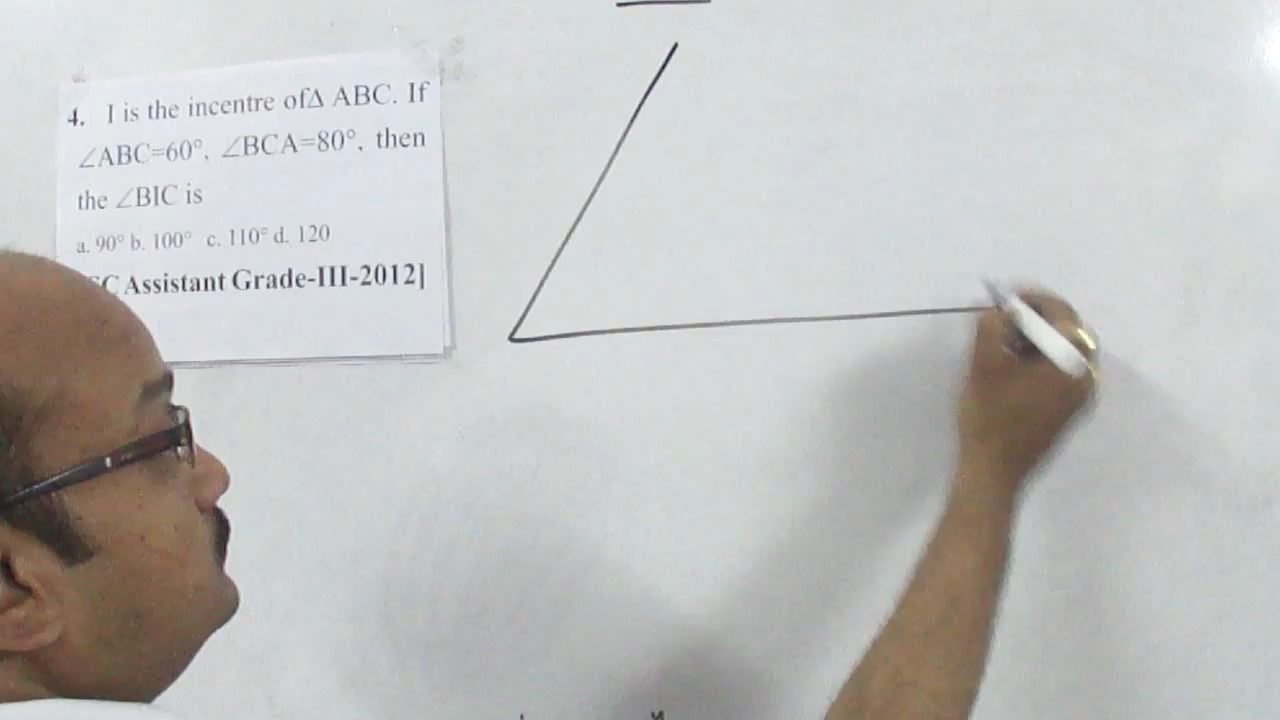 4. I is the incentre of∆ ABC. If
∠ABC=60°, ∠BCA=80°, then
the ∠BIC is
a. 90° b. 100° c. 110° d. 120
Assistant Grade-III-2012]